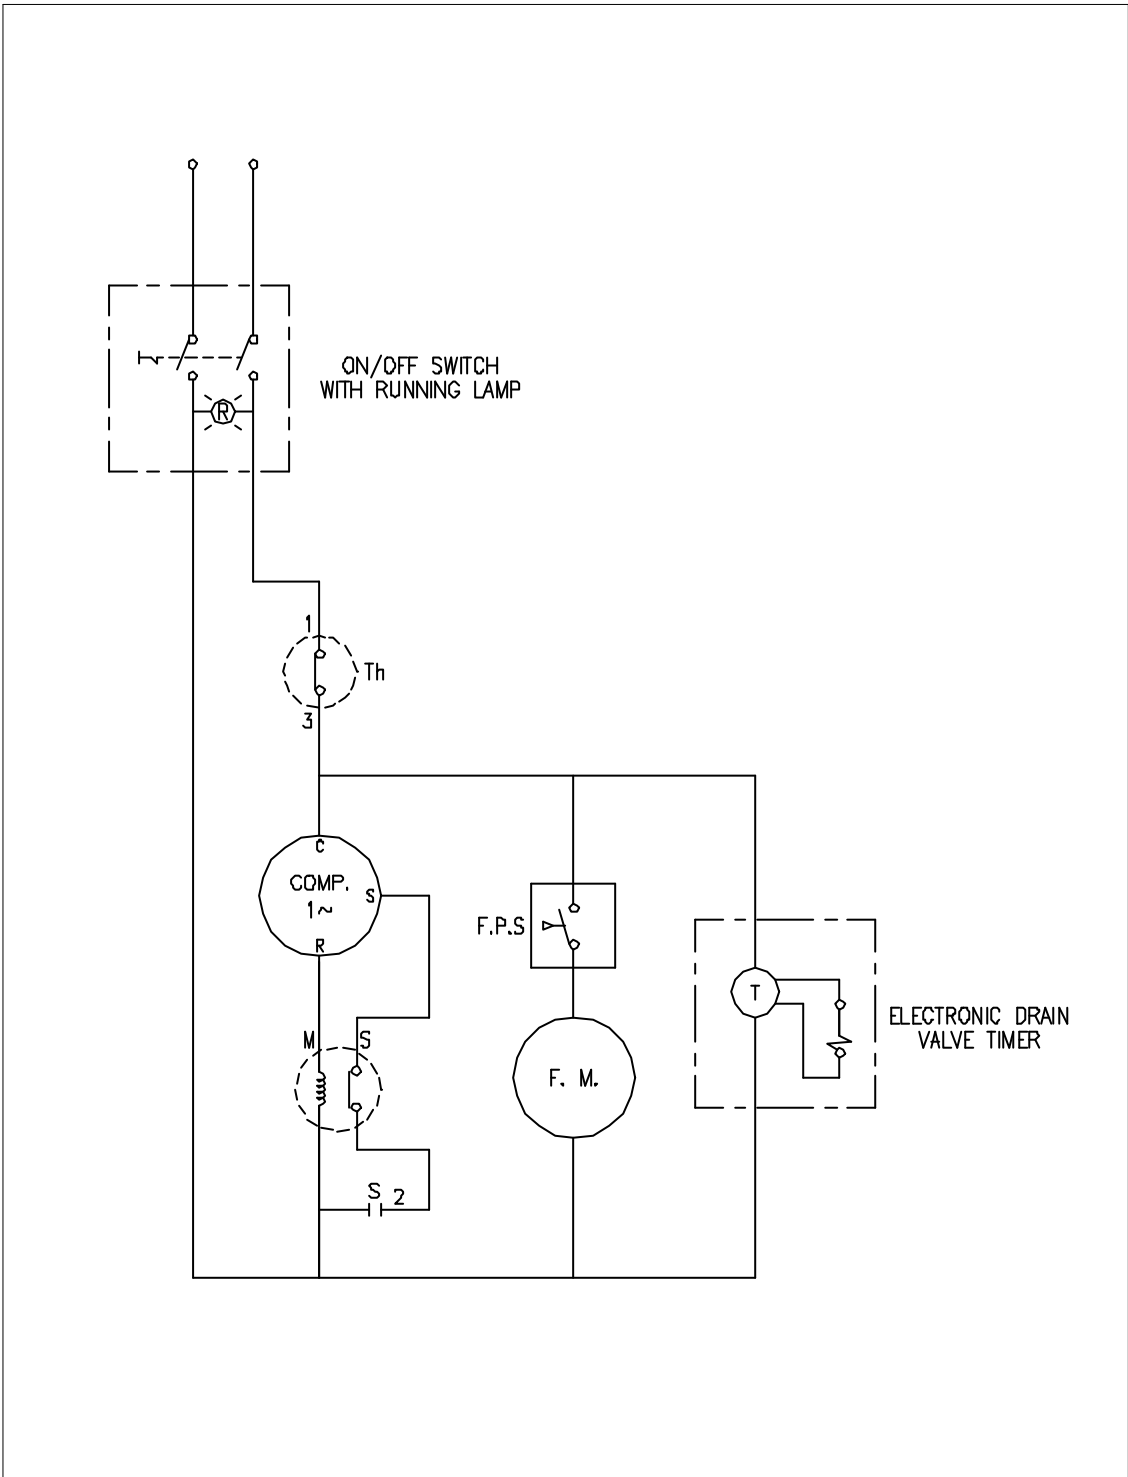 ON/OFF SWITCH
WITH RUNNING LAMP
R
1
Th
3
C
COMP.
S
1~
R
F.P.S
T
ELECTRONIC DRAIN
VALVE TIMER
M
S
F. M.
S 2